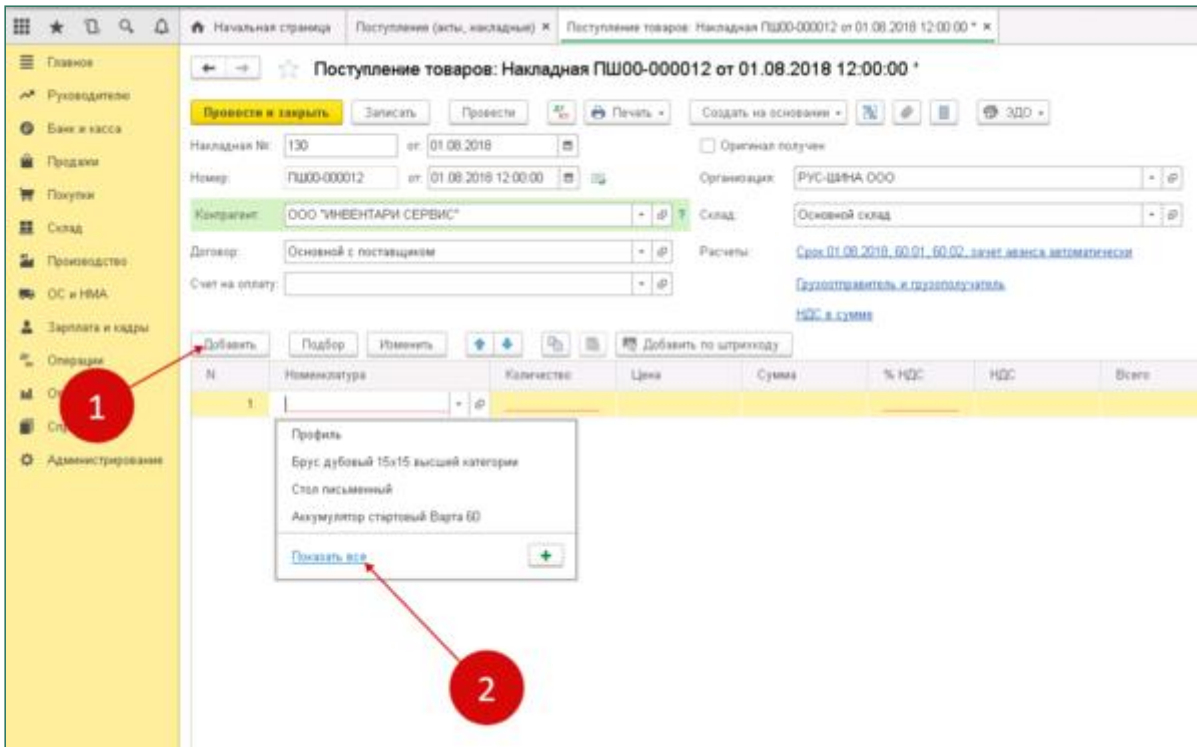 Начальная страница Поступление (акты, накладные) × Поступление товаров: Накладная ПШ00-000012 от 01.08.2018 12:00:00 * ×
Главное
Поступление товаров: Накладная ПШ00-000012 от 01.08.2018 12:00:00 *
Руководителю
Провести и закрыть Записать Провести Дт Кт Печать Создать на основании ЭДО
Банк и касса
Накладная №: 130 от: 01.08.2018 Оригинал получен
Продажи
Номер: ПШ00-000012 от: 01.08.2018 12:00:00 Организация: РУС-ШИНА ООО
Покупки
Контрагент: ООО "ИНВЕНТАРИ СЕРВИС" ? Склад: Основной склад
Склад
Договор: Основной с поставщиком Расчеты: Срок 01.08.2018, 60.01, 60.02, зачет аванса автоматически
Производство
Счет на оплату: Грузоотправитель и грузополучатель
ОС и НМА
НДС в сумме
Зарплата и кадры
Добавить Подбор Изменить Добавить по штрихкоду
Операции
N Номенклатура Количество Цена Сумма % НДС НДС Всего
1
1
Профиль
Администрирование
Брус дубовый 15х15 высшей категории
Стол письменный
Аккумулятор стартовый Варта 60
Показать все
2